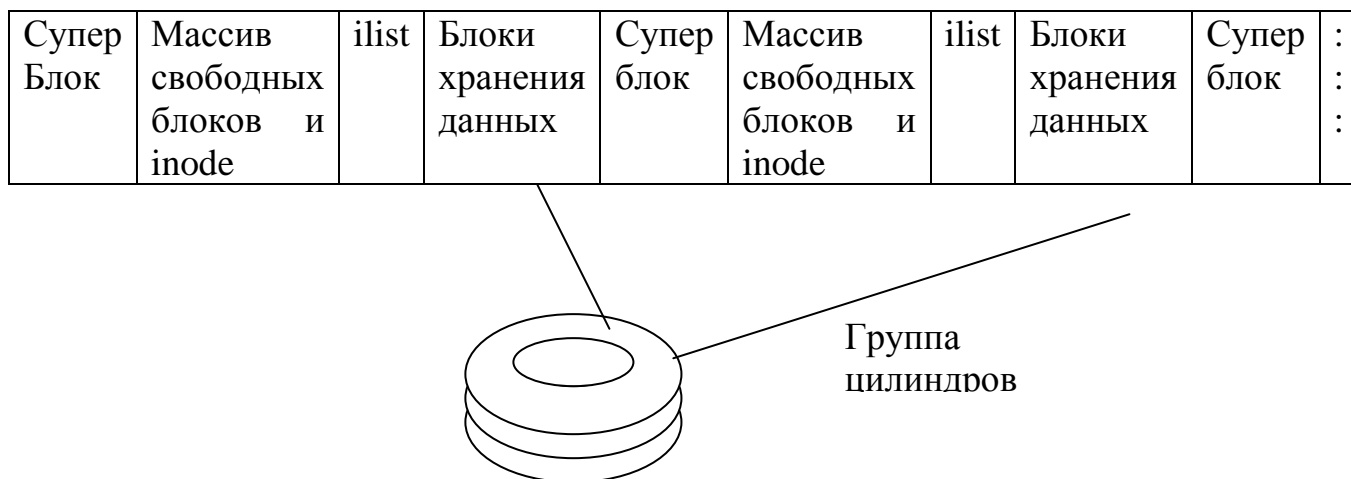 Супер Массив ilist Блоки Супер Массив ilist Блоки Супер :
Блок свободных хранения блок свободных хранения блок :
блоков и данных блоков и данных :
inode inode
Группа
цилиндров